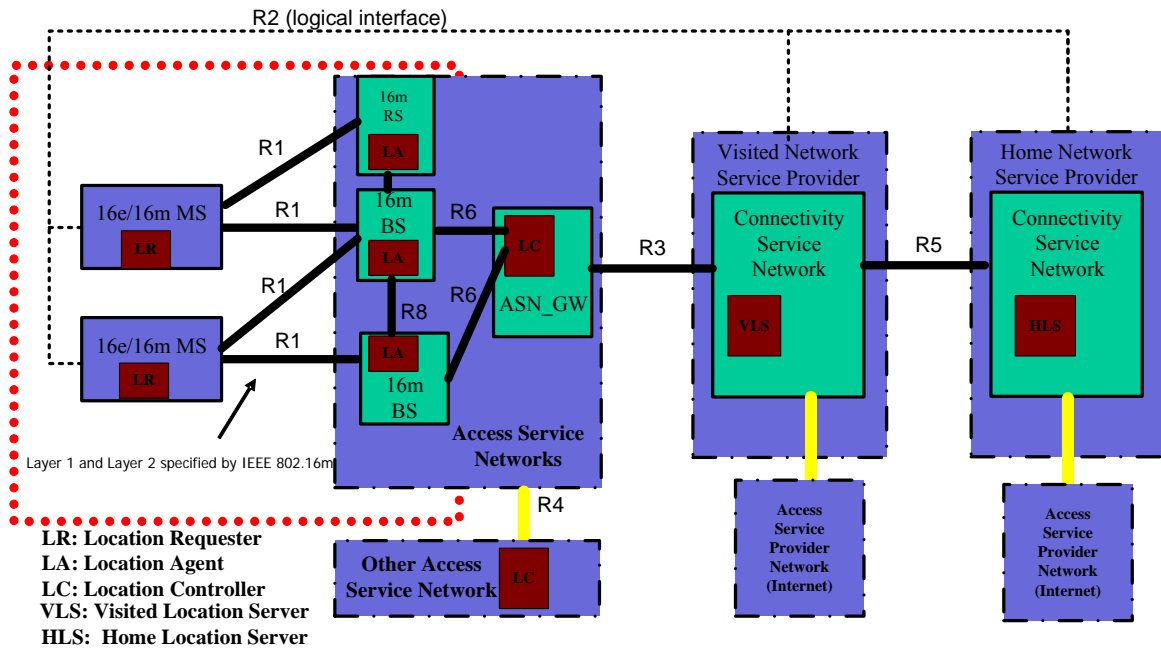 R2 (logical interface)
16m
RS
LA
R1
Visited Network
Service Provider
Home Network
Service Provider
16e/16m MS
LR
R1
16m
BS
LA
R6
LC
ASN_GW
Connectivity
Service
Network
Connectivity
Service
Network
R3
R5
R1
R6
R8
VLS
HLS
16e/16m MS
LR
R1
LA
16m
BS
Access Service
Networks
Layer 1 and Layer 2 specified by IEEE 802.16m
R4
Other Access
Service Network
LC
Access
Service
Provider
Network
(Internet)
Access
Service
Provider
Network
(Internet)
LR: Location Requester
LA: Location Agent
LC: Location Controller
VLS: Visited Location Server
HLS: Home Location Server